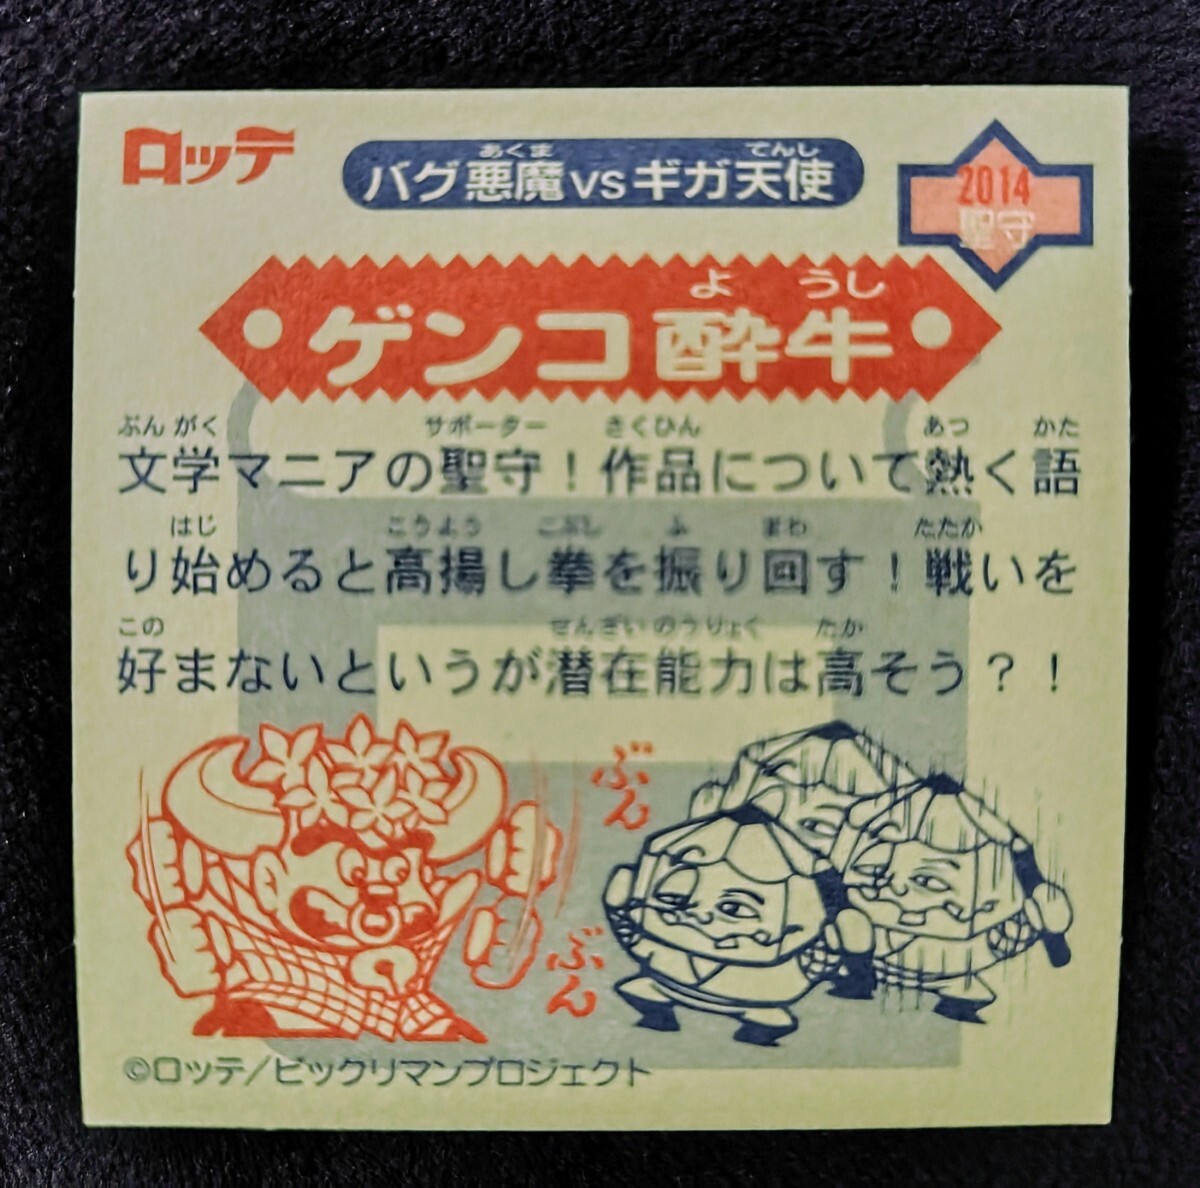 ロッテ
バグ悪魔vsギガ天使
あくま
てんし
2014
聖守
よ うし
ゲンコ酔牛
ぶん がく サポーター さくひん あつ かた
文学マニアの聖守！作品について熱く語
はじ こうよう こぶし ふ まわ たたか
り始めると高揚し拳を振り回す！戦いを
この せんざい のうりょく たか
好まないというが潜在能力は高そう？！
ぶん
ぶん
©ロッテ/ビックリマンプロジェクト